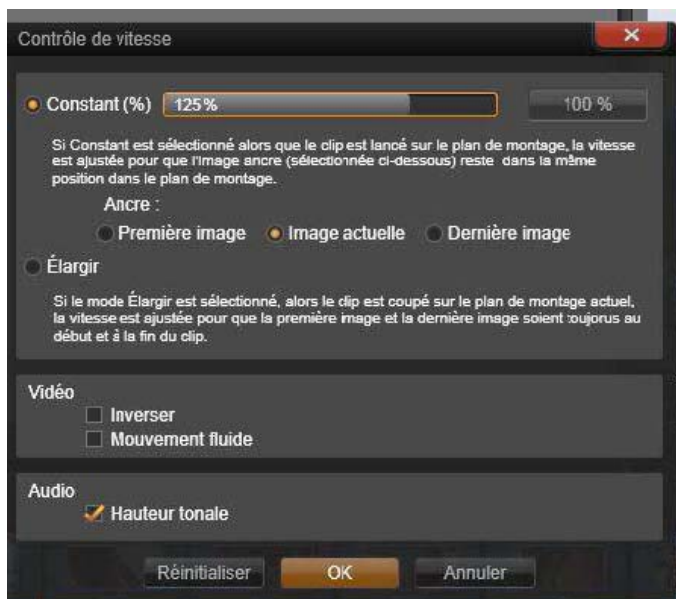 Contrôle de vitesse
Constant (%) 125% 100 %
Si Constant est sélectionné alors que le clip est lancé sur le plan de montage, la vitesse
est ajustée pour que l'image ancre (sélectionnée ci-dessous) reste dans la même
position dans le plan de montage.
Ancre :
Première image Image actuelle Dernière image
Élargir
Si le mode Élargir est sélectionné, alors le clip est coupé sur le plan de montage actuel,
la vitesse est ajustée pour que la première image et la dernière image soient toujorus au
début et à la fin du clip.
Vidéo
Inverser
Mouvement fluide
Audio
Hauteur tonale
Réinitialiser OK Annuler